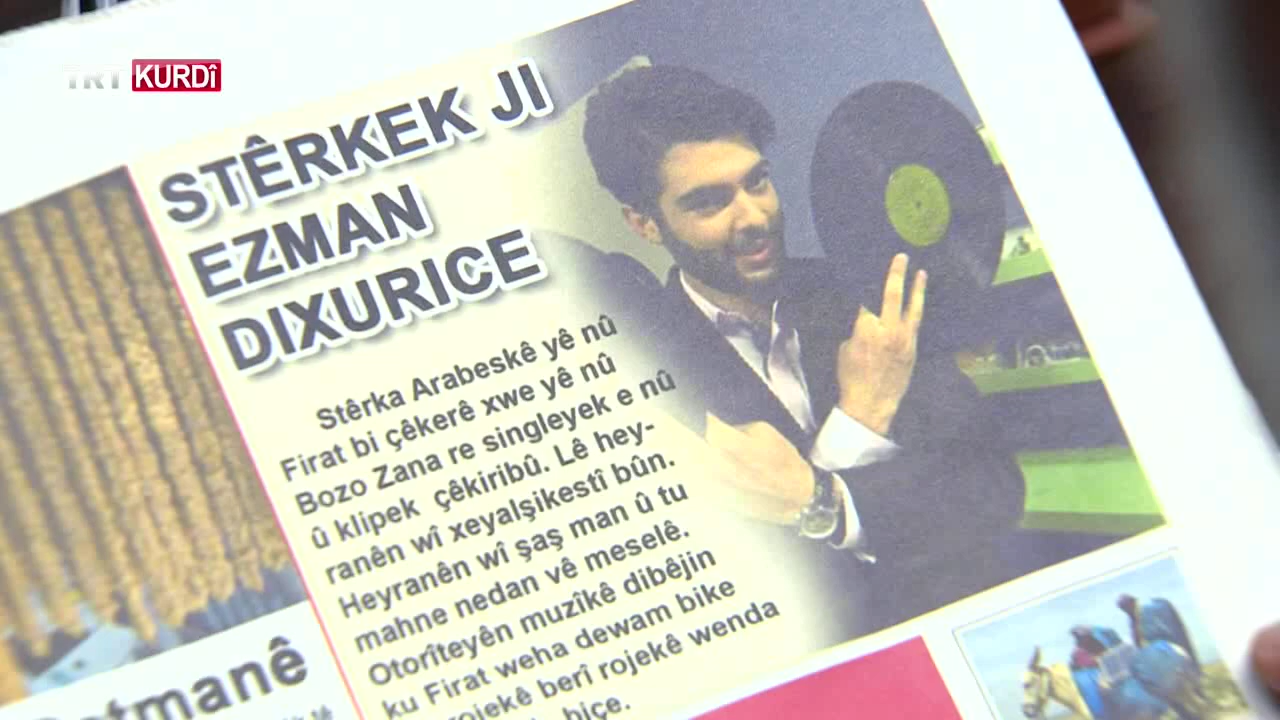 TRT KURDÎ
STÊRKEK JI
EZMAN
DIXURICE
Stêrka Arabeskê yê nû
Firat bi çêkerê xwe yê nû
Bozo Zana re singleyek e nû
û klipek çêkiribû. Lê hey-
ranên wî xeyalşikestî bûn.
Heyranên wî şaş man û tu
mahne nedan vê meselê.
Otorîteyên muzîkê dibêjin
ku Firat weha dewam bike
rojekê berî rojekê wenda
biçe.